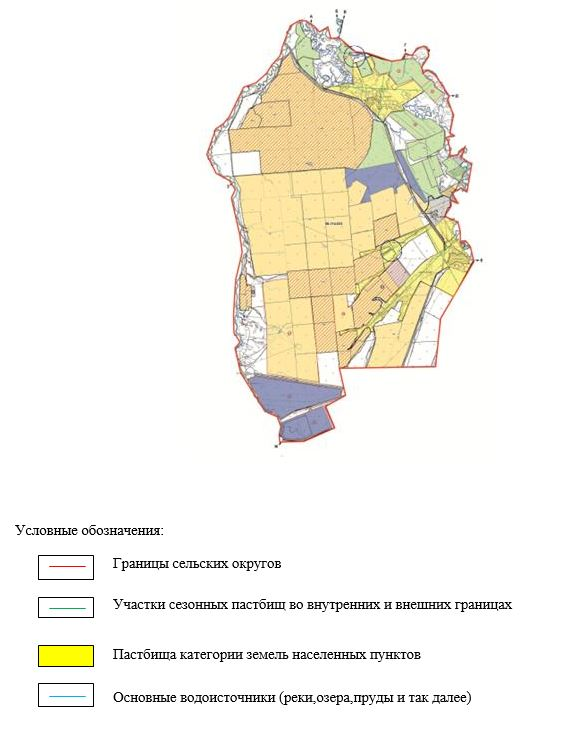 Условные обозначения:
Границы сельских округов
Участки сезонных пастбищ во внутренних и внешних границах
Пастбища категории земель населенных пунктов
Основные водоисточники (реки,озера,пруды и так далее)